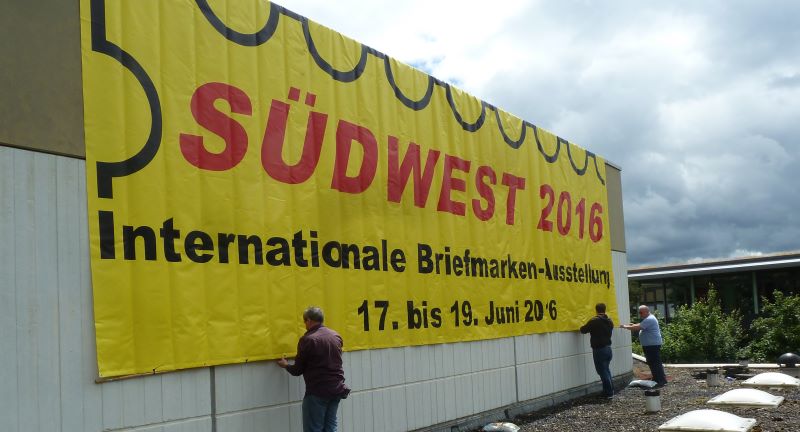 SÜDWEST 2016
Internationale Briefmarken-Ausstellung
17. bis 19. Juni 2016